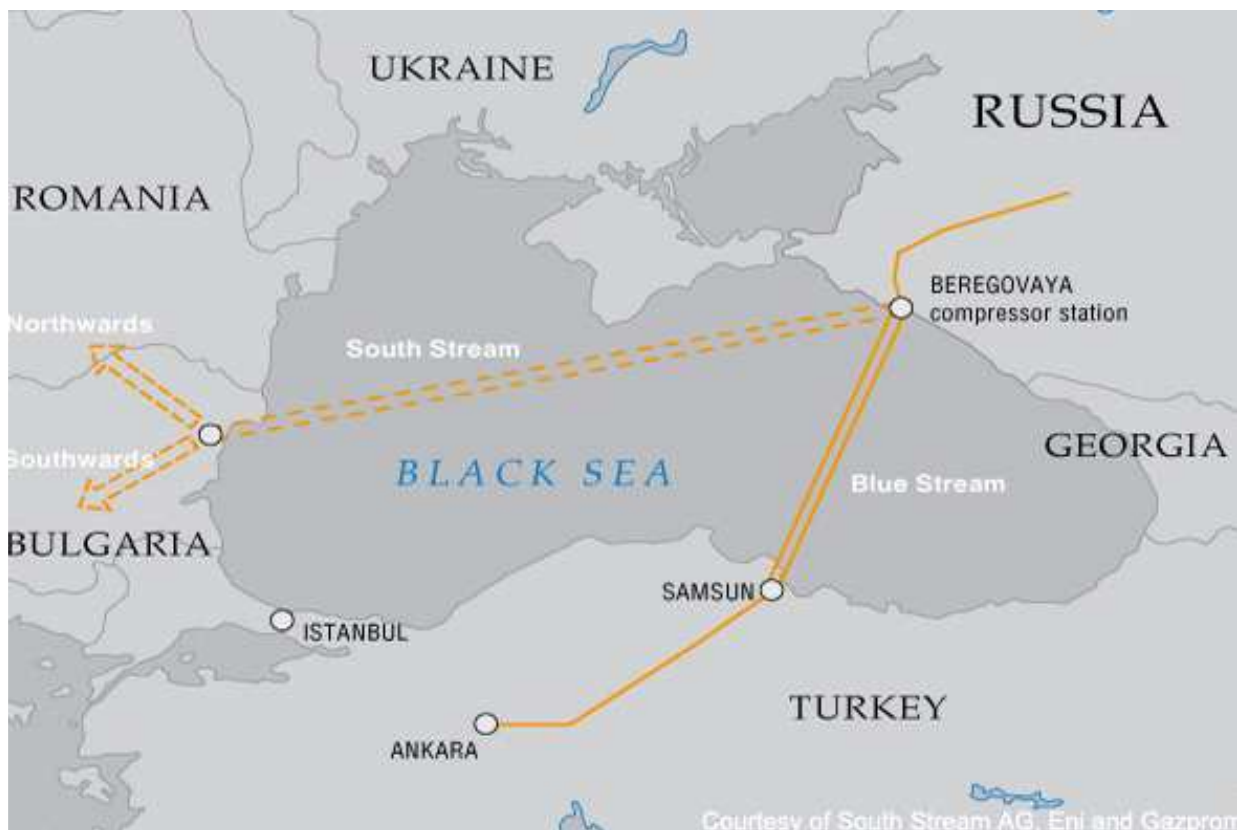 UKRAINE
RUSSIA
ROMANIA
BEREGOVAYA
compressor station
Northwards
South Stream
GEORGIA
Southwards
BLACK SEA
Blue Stream
BULGARIA
SAMSUN
ISTANBUL
TURKEY
ANKARA
Courtesy of South Stream AG, Eni and Gazprom